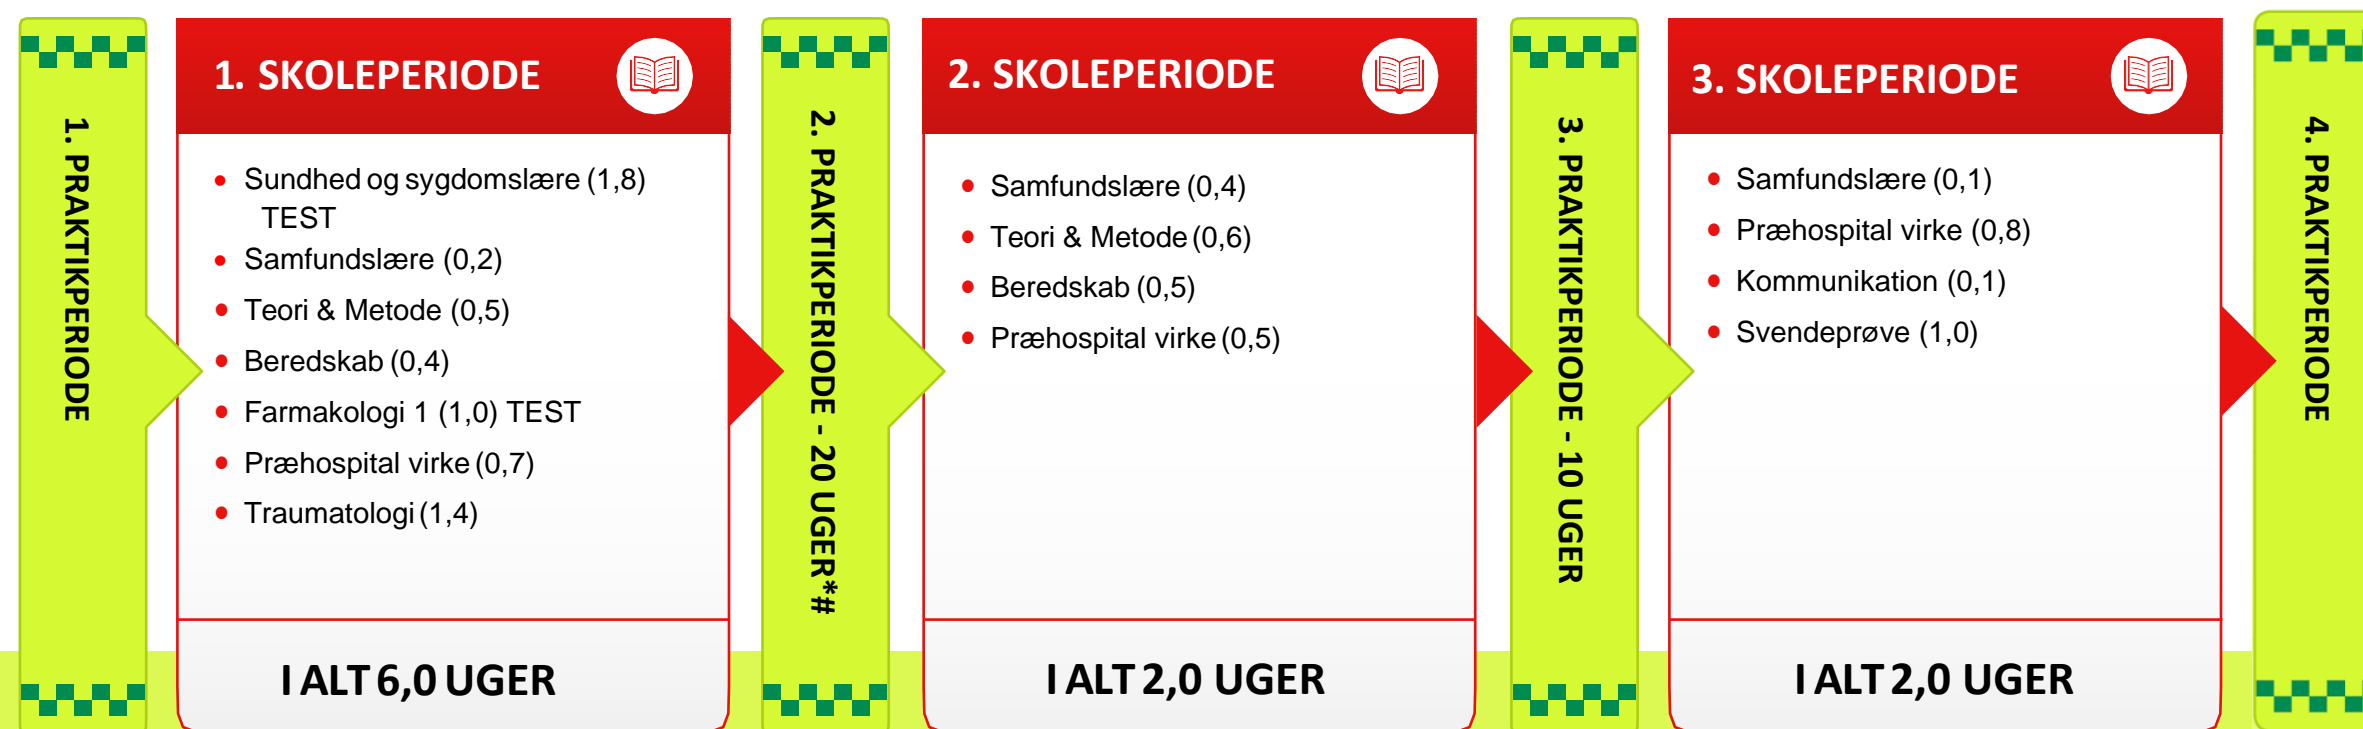 1. PRAKTIKPERIODE
1. SKOLEPERIODE
Sundhed og sygdomslære (1,8)
TEST
Samfundslære (0,2)
Teori & Metode (0,5)
Beredskab (0,4)
Farmakologi 1 (1,0) TEST
Præhospital virke (0,7)
Traumatologi (1,4)
I ALT 6,0 UGER
2. PRAKTIKPERIODE - 20 UGER*#
2. SKOLEPERIODE
Samfundslære (0,4)
Teori & Metode (0,6)
Beredskab (0,5)
Præhospital virke (0,5)
I ALT 2,0 UGER
3. PRAKTIKPERIODE - 10 UGER
3. SKOLEPERIODE
Samfundslære (0,1)
Præhospital virke (0,8)
Kommunikation (0,1)
Svendeprøve (1,0)
I ALT 2,0 UGER
4. PRAKTIKPERIODE